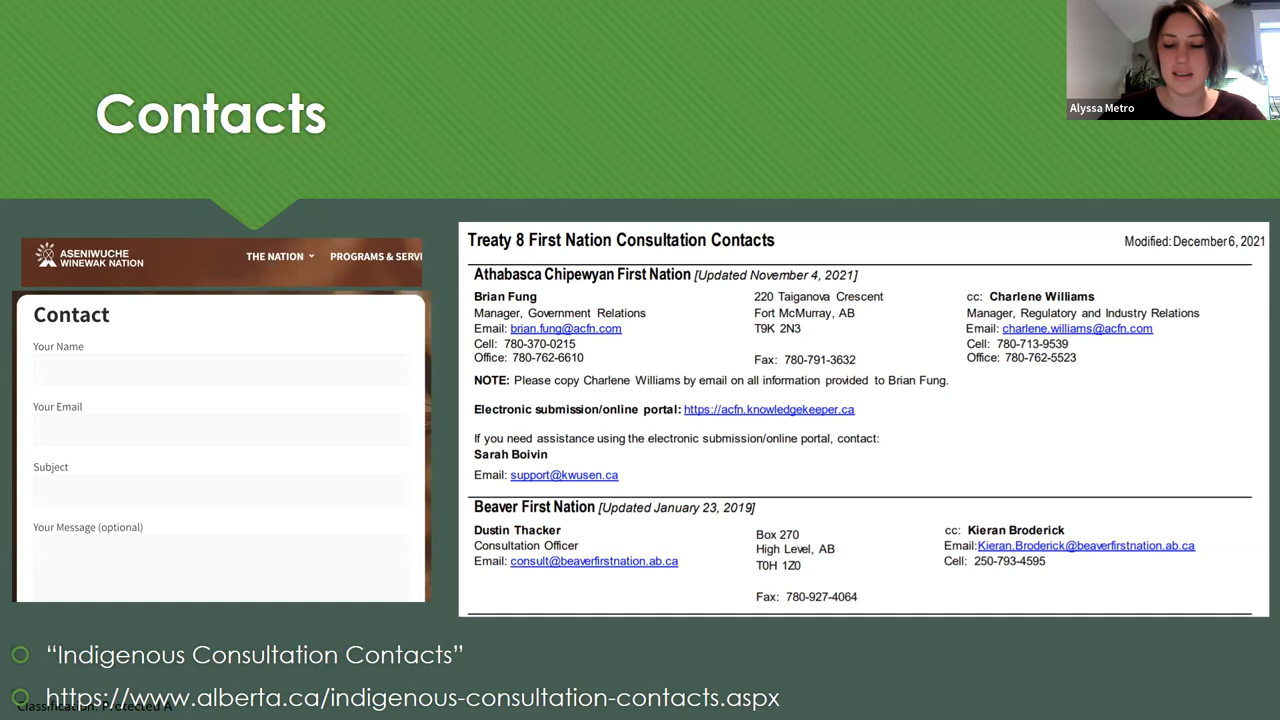 Contacts
Alyssa Metro
ASENIWUCHE
WINEWAK NATION
THE NATION
PROGRAMS & SERVI
Contact
Your Name
Your Email
Subject
Your Message (optional)
Treaty 8 First Nation Consultation Contacts
Modified: December 6, 2021
Athabasca Chipewyan First Nation [Updated November 4, 2021]
Brian Fung
Manager, Government Relations
Email: brian.fung@acfn.com
Cell: 780-370-0215
Office: 780-762-6610
220 Taiganova Crescent
Fort McMurray, AB
T9K 2N3
Fax: 780-791-3632
cc: Charlene Williams
Manager, Regulatory and Industry Relations
Email: charlene.williams@acfn.com
Cell: 780-713-9539
Office: 780-762-5523
NOTE: Please copy Charlene Williams by email on all information provided to Brian Fung.
Electronic submission/online portal: https://acfn.knowledgekeeper.ca
If you need assistance using the electronic submission/online portal, contact:
Sarah Boivin
Email: support@kwusen.ca
Beaver First Nation [Updated January 23, 2019]
Dustin Thacker
Consultation Officer
Email: consult@beaverfirstnation.ab.ca
Box 270
High Level, AB
T0H 1Z0
Fax: 780-927-4064
cc: Kieran Broderick
Email:Kieran.Broderick@beaverfirstnation.ab.ca
Cell: 250-793-4595
“Indigenous Consultation Contacts”
https://www.alberta.ca/indigenous-consultation-contacts.aspx
Classification: Protected A